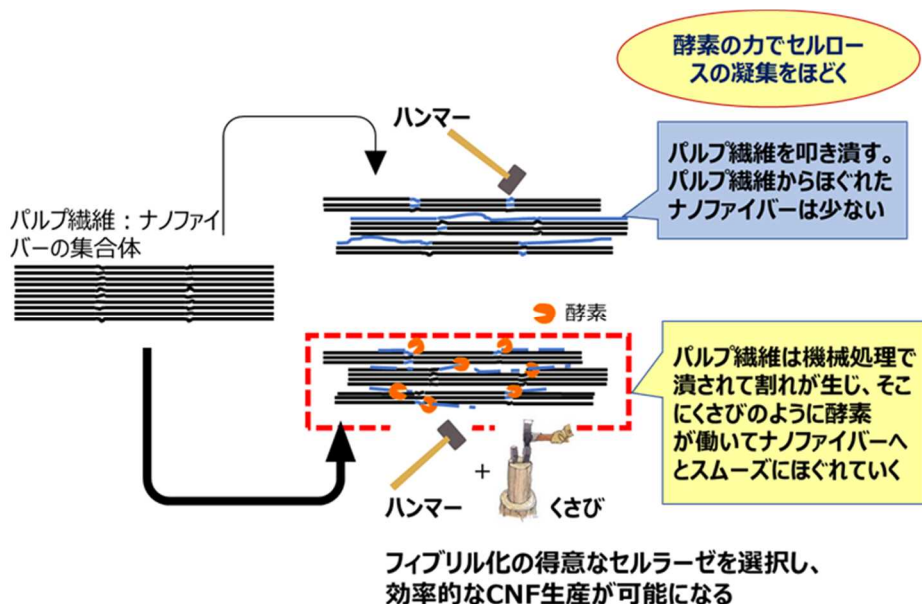 酵素の力でセルロー
スの凝集をほどく
ハンマー
パルプ繊維を叩き潰す。
パルプ繊維からほぐれた
ナノファイバーは少ない
パルプ繊維：ナノファイ
バーの集合体
酵素
パルプ繊維は機械処理で
潰されて割れが生じ、そこ
にくさびのように酵素
が働いてナノファイバーへ
とスムーズにほぐれていく
+
ハンマー
くさび
フィブリル化の得意なセルラーゼを選択し、
効率的なCNF生産が可能になる